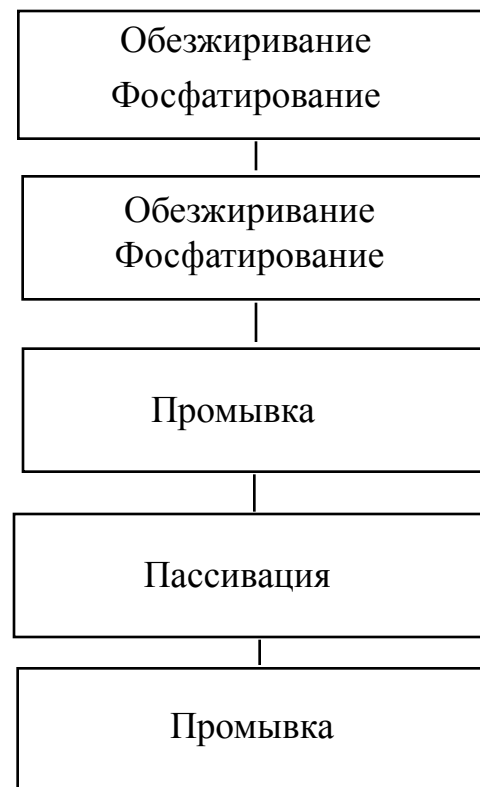 Обезжиривание
Фосфатирование
Обезжиривание
Фосфатирование
Промывка
Пассивация
Промывка